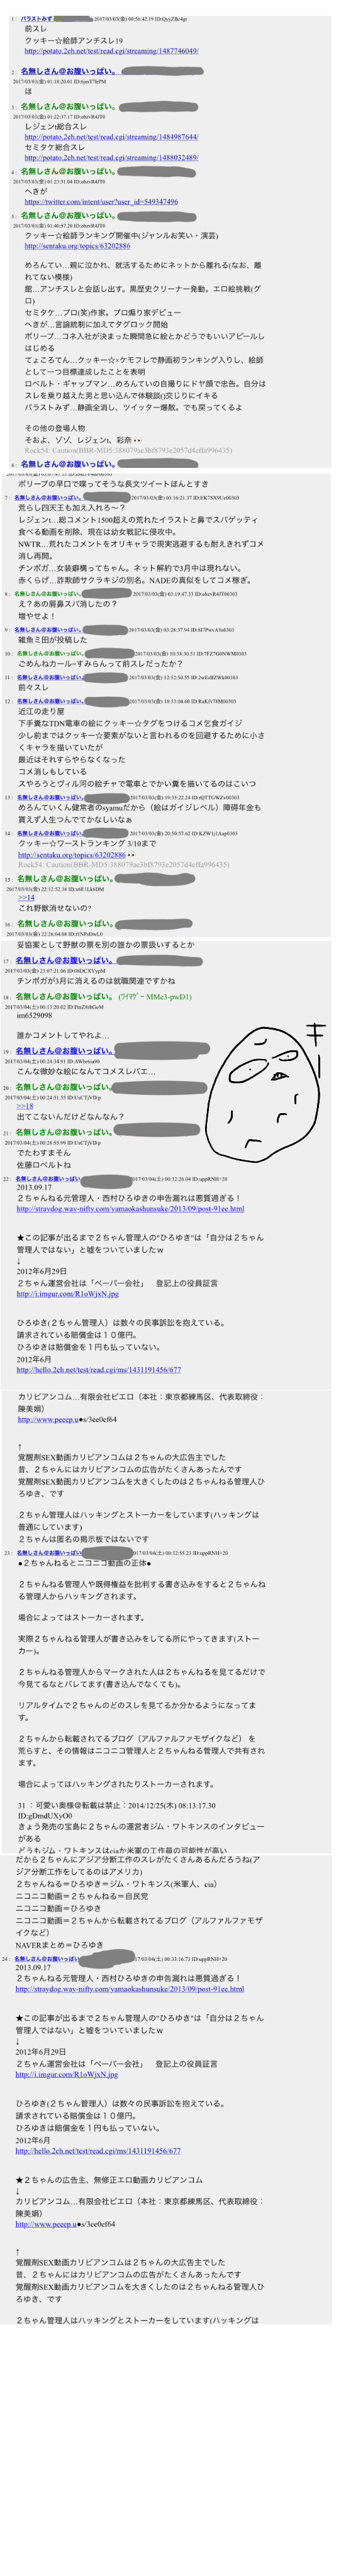 1： パラストみず 2017/03/03(金) 00:56:42.19 ID:QyyZBc4gr
前スレ
クッキー☆絵師アンチスレ19
http://potato.2ch.net/test/read.cgi/streaming/1487746049/
2： 名無しさん＠お腹いっぱい。
2017/03/03(金) 01:18:20.01
ほ
3： 名無しさん＠お腹いっぱい。
2017/03/03(金) 01:22:37.17 ID:ohzvR4JT0
レジェンt総合スレ
http://potato.2ch.net/test/read.cgi/streaming/1484987644/
セミタケ総合スレ
http://potato.2ch.net/test/read.cgi/streaming/1488032489/
4： 名無しさん＠お腹いっぱい。
2017/03/03(金) 01:23:51.04 ID:ohzvR4JT0
へきが
https://twitter.com/intent/user?user_id=549347496
5： 名無しさん＠お腹いっぱい。
2017/03/03(金) 01:40:57.20 ID:ohzvR4JT0
クッキー☆絵師ランキング開催中(ジャンルお笑い・演芸)
http://sentaku.org/topics/63202886
めろんてい…親に泣かれ、就活するためにネットから離れる(なお、離
れてない模様)
館…アンチスレと会話し出す。黒歴史クリーナー発動。エロ絵挑戦(グ
ロ)
セミタケ…プロ(笑)作家。プロ煽り家デビュー
へきが…言論統制に加えてタグロック開始
ポリープ…コネ入社が決まった瞬間急に絵とかどうでもいいアピールし
はじめる
てょころてん…クッキー☆×ケモフレで静画初ランキング入りし、絵師
として一つ目標達成したことを表明
ロベルト・ギャップマン…めろんていの自撮りにドヤ顔で忠告。自分は
スレを乗り越えた男と思い込んで体験談()交じりにイキる
パラストみず…静画全消し、ツイッター爆散。でも戻ってくるよ
その他の登場人物
そおよ、ゾゾ、レジェンt、彩奈👀
Rock54: Caution(BBR-MD5:388079ac3bf8793e2057d4cffa996435)
6： 名無しさん＠お腹いっぱい。
ポリープの早口で喋ってそうな長文ツイートほんとすき
7： 名無しさん＠お腹いっぱい。 2017/03/03(金) 03:16:21.37
荒らし四天王も加え入れろ～？
レジェンt…総コメント1500超えの荒れたイラストと鼻でスパゲッティ
食べる動画を削除、現在は幼女戦記に侵攻中。
NWTR…荒れたコメントをオリキャラで現実逃避するも耐えきれずコメ
消し再開。
チンポガ…女装癖構ってちゃん。ネット解約で3月中は現れない。
赤くらげ…詐欺師サクラキジの別名。NADEの真似をしてコメ稼ぎ。
8： 名無しさん＠お腹いっぱい。 2017/03/03(金) 03:19:47.33 ID:ohzvR4JT00303
え？あの肩鼻スパ消したの？
増やせよ！
9： 名無しさん＠お腹いっぱい。 2017/03/03(金) 03:28:57.94
雑魚ミ田が投稿した
10： 名無しさん＠お腹いっぱい。 2017/03/03(金) 10:38:50.51
ごめんねカール=すみらんって前スレだったか？
11： 名無しさん＠お腹いっぱい。 2017/03/03(金) 12:52:50.55
前々スレ
12： 名無しさん＠お腹いっぱい。 2017/03/03(金) 18:53:04.60
近江の走り屋
下手糞なTDN電車の絵にクッキー☆タグをつけるコメ乞食ガイジ
少し前まではクッキー☆要素がないと言われるのを回避するために小さ
くキャラを描いていたが
最近はそれすらやらなくなった
コメ消しもしている
スやろうとヴィル河の絵チャで電車とでかい糞を描いてるのはこいつ
13： 名無しさん＠お腹いっぱい。 2017/03/03(金) 19:35:22.24
めろんていくん健常者のsyamuだから（絵はガイジレベル）障碍年金も
貰えず人生つんでてかなしいなぁ
14： 名無しさん＠お腹いっぱい。 2017/03/03(金) 20:58:57.62
クッキー☆ワーストランキング 3/10まで
http://sentaku.org/topics/63202886 👀
Rock54: Caution(BBR-MD5:388079ac3bf8793e2057d4cffa996435)
15： 名無しさん＠お腹いっぱい。
2017/03/03(金) 22:12:52.38
>>14
これ野獣消せないの?
16： 名無しさん＠お腹いっぱい。
2017/03/03(金) 22:26:04.08
妥協案として野獣の票を別の誰かの票扱いするとか
17： 名無しさん＠お腹いっぱい。
2017/03/03(金) 23:07:21.06 ID:08DCXYypM
チンポガが3月に消えるのは就職関連ですかね
18： 名無しさん＠お腹いっぱい。 (ﾜｲﾏｹﾞｰ MMe3-pwD1)
2017/03/04(土) 00:13:20.02
im6529098
誰かコメントしてやれよ…
19： 名無しさん＠お腹いっぱい。
2017/03/04(土) 00:24:34.91
こんな微妙な絵になんてコメスしバエ…
20： 名無しさん＠お腹いっぱい。
2017/03/04(土) 00:24:51.55 ID:UsCTjVD/p
>>18
出てこないんだけどなんなん？
21： 名無しさん＠お腹いっぱい。
2017/03/04(土) 00:28:55.99 ID:UsCTjVD/p
でたわすまそん
佐藤ロベルトね
キ
ー
22： 名無しさん＠お腹いっぱい 2017/03/04(土) 00:32:26.04 ID:uppRNH+20
2013.09.17
２ちゃんねる元管理人・西村ひろゆきの申告漏れは悪質過ぎる！
http://straydog.way-nifty.com/yamaokashunsuke/2013/09/post-91ee.html
★この記事が出るまで２ちゃん管理人の"ひろゆき"は「自分は２ちゃん
管理人ではない」と嘘をついていましたｗ
↓
2012年6月29日
２ちゃん運営会社は「ペーパー会社」　登記上の役員証言
http://i.imgur.com/R1oWjxN.jpg
ひろゆき(２ちゃん管理人）は数々の民事訴訟を抱えている。
請求されている賠償金は１０億円。
ひろゆきは賠償金を１円も払っていない。
2012年6月
http://hello.2ch.net/test/read.cgi/ms/1431191456/677
カリビアンコム…有限会社ピエロ（本社：東京都練馬区、代表取締役：
陳美娟）
http://www.peeep.u●s/3ee0ef64
↑
覚醒剤SEX動画カリビアンコムは２ちゃんの大広告主でした
昔、２ちゃんにはカリビアンコムの広告がたくさんあったんです
覚醒剤SEX動画カリビアンコムを大きくしたのは２ちゃんねる管理人ひ
ろゆき、です
２ちゃん管理人はハッキングとストーカーをしています(ハッキングは
普通にしています)
２ちゃんは匿名の掲示板ではないです
23： 名無しさん＠お腹いっぱい 2017/03/04(土) 00:32:55.23 ID:uppRNH+20
●２ちゃんねるとニコニコ動画の正体●
２ちゃんねる管理人や既得権益を批判する書き込みをすると２ちゃんね
る管理人からハッキングされます。
場合によってはストーカーされます。
実際２ちゃんねる管理人が書き込みをしてる所にやってきます(ストー
カー)。
２ちゃんねる管理人からマークされた人は２ちゃんねるを見てるだけで
今見てるなとバレてます(書き込んでなくても)。
リアルタイムで２ちゃんのどのスレを見てるか分かるようになってま
す。
２ちゃんから転載されてるブログ（アルファルファモザイクなど） を
荒らすと、その情報はニコニコ管理人と２ちゃんねる管理人で共有され
ます。
場合によってはハッキングされたりストーカーされます。
31 ：可愛い奥様＠転載は禁止：2014/12/25(木) 08:13:17.30
ID:gDmdUXyO0
きょう発売の宝島に２ちゃんの運営者ジム・ワトキンスのインタビュー
がある
どうもジム・ワトキンスはciaか米軍の工作員の可能性が高い
だから２ちゃんにアジア分断工作のスレがたくさんあるんだろうね(ア
ジア分断工作をしてるのはアメリカ)
２ちゃんねる＝ひろゆき＝ジム・ワトキンス(米軍人、cia）
ニコニコ動画＝２ちゃんねる＝自民党
ニコニコ動画＝ひろゆき
ニコニコ動画＝２ちゃんから転載されてるブログ（アルファルファモザ
イクなど）
NAVERまとめ＝ひろゆき
24： 名無しさん＠お腹いっぱい 2017/03/04(土) 00:33:16.73 ID:uppRNH+20
2013.09.17
２ちゃんねる元管理人・西村ひろゆきの申告漏れは悪質過ぎる！
http://straydog.way-nifty.com/yamaokashunsuke/2013/09/post-91ee.html
★この記事が出るまで２ちゃん管理人の"ひろゆき"は「自分は２ちゃん
管理人ではない」と嘘をついていましたｗ
↓
2012年6月29日
２ちゃん運営会社は「ペーパー会社」　登記上の役員証言
http://i.imgur.com/R1oWjxN.jpg
ひろゆき(２ちゃん管理人）は数々の民事訴訟を抱えている。
請求されている賠償金は１０億円。
ひろゆきは賠償金を１円も払っていない。
2012年6月
http://hello.2ch.net/test/read.cgi/ms/1431191456/677
★２ちゃんの広告主、無修正エロ動画カリビアンコム
↓
カリビアンコム…有限会社ピエロ（本社：東京都練馬区、代表取締役：
陳美娟）
http://www.peeep.u●s/3ee0ef64
↑
覚醒剤SEX動画カリビアンコムは２ちゃんの大広告主でした
昔、２ちゃんにはカリビアンコムの広告がたくさんあったんです
覚醒剤SEX動画カリビアンコムを大きくしたのは２ちゃんねる管理人ひ
ろゆき、です
２ちゃん管理人はハッキングとストーカーをしています(ハッキングは